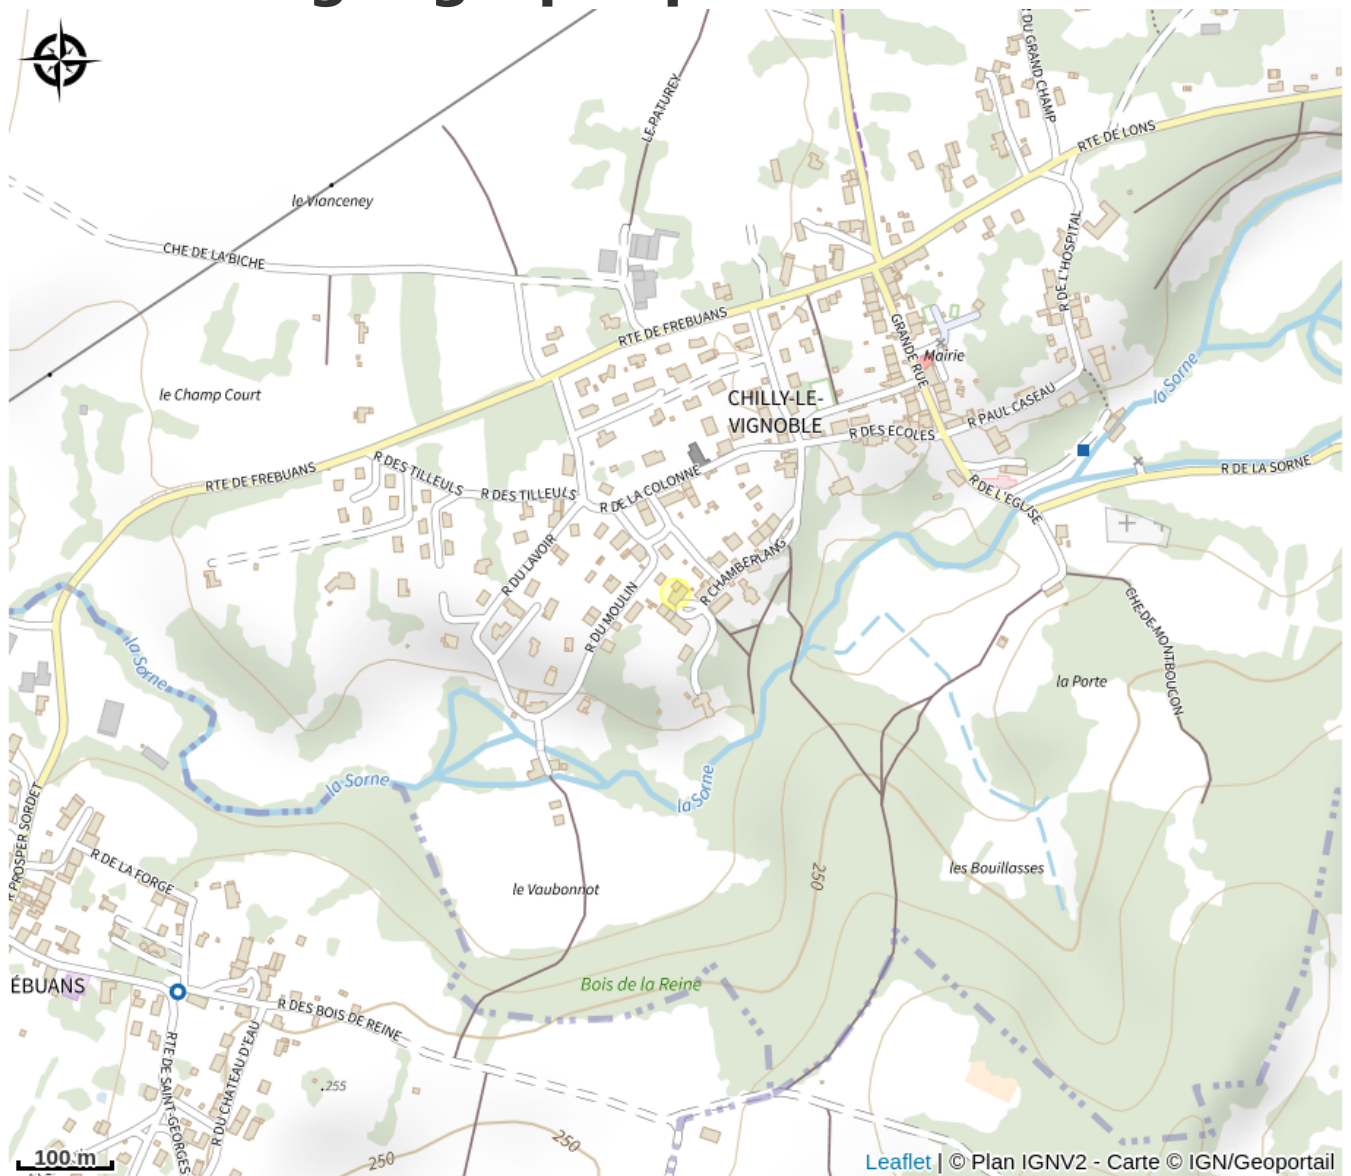 R DU GRAND CHAMP
LE PATUREY
RTE DE LONS
le Vianceney
CHE DE LA BICHE
R DE L'HOSPITAL
RTE DE FREBUANS
GRANDE RUE
Mairie
la Sorne
le Champ Court
CHILLY-LE-
VIGNOBLE
R PAUL CASEAU
R DES ECOLES
R DES TILLEULS
R DES TILLEULS
RTE DE FREBUANS
R DE LA COLONNE
R DE LA SORNE
R DE L'EGLISE
R DU LAVOIR
R CHAMBERLANG
R DU MOULIN
CHE DE MONTBOUCON
la Sorne
la Porte
la Sorne
la Sorne
R PROSPER SORDET
R DE LA FORGE
250
les Bouillasses
le Vaubonnot
ÉBUANS
Bois de la Reine
R DES BOIS DE REINE
RTE DE SAINT-GEORGES
R DU CHATEAU D'EAU
255
250
250
100 m
Leaflet | © Plan IGNV2 - Carte © IGN/Geoportail